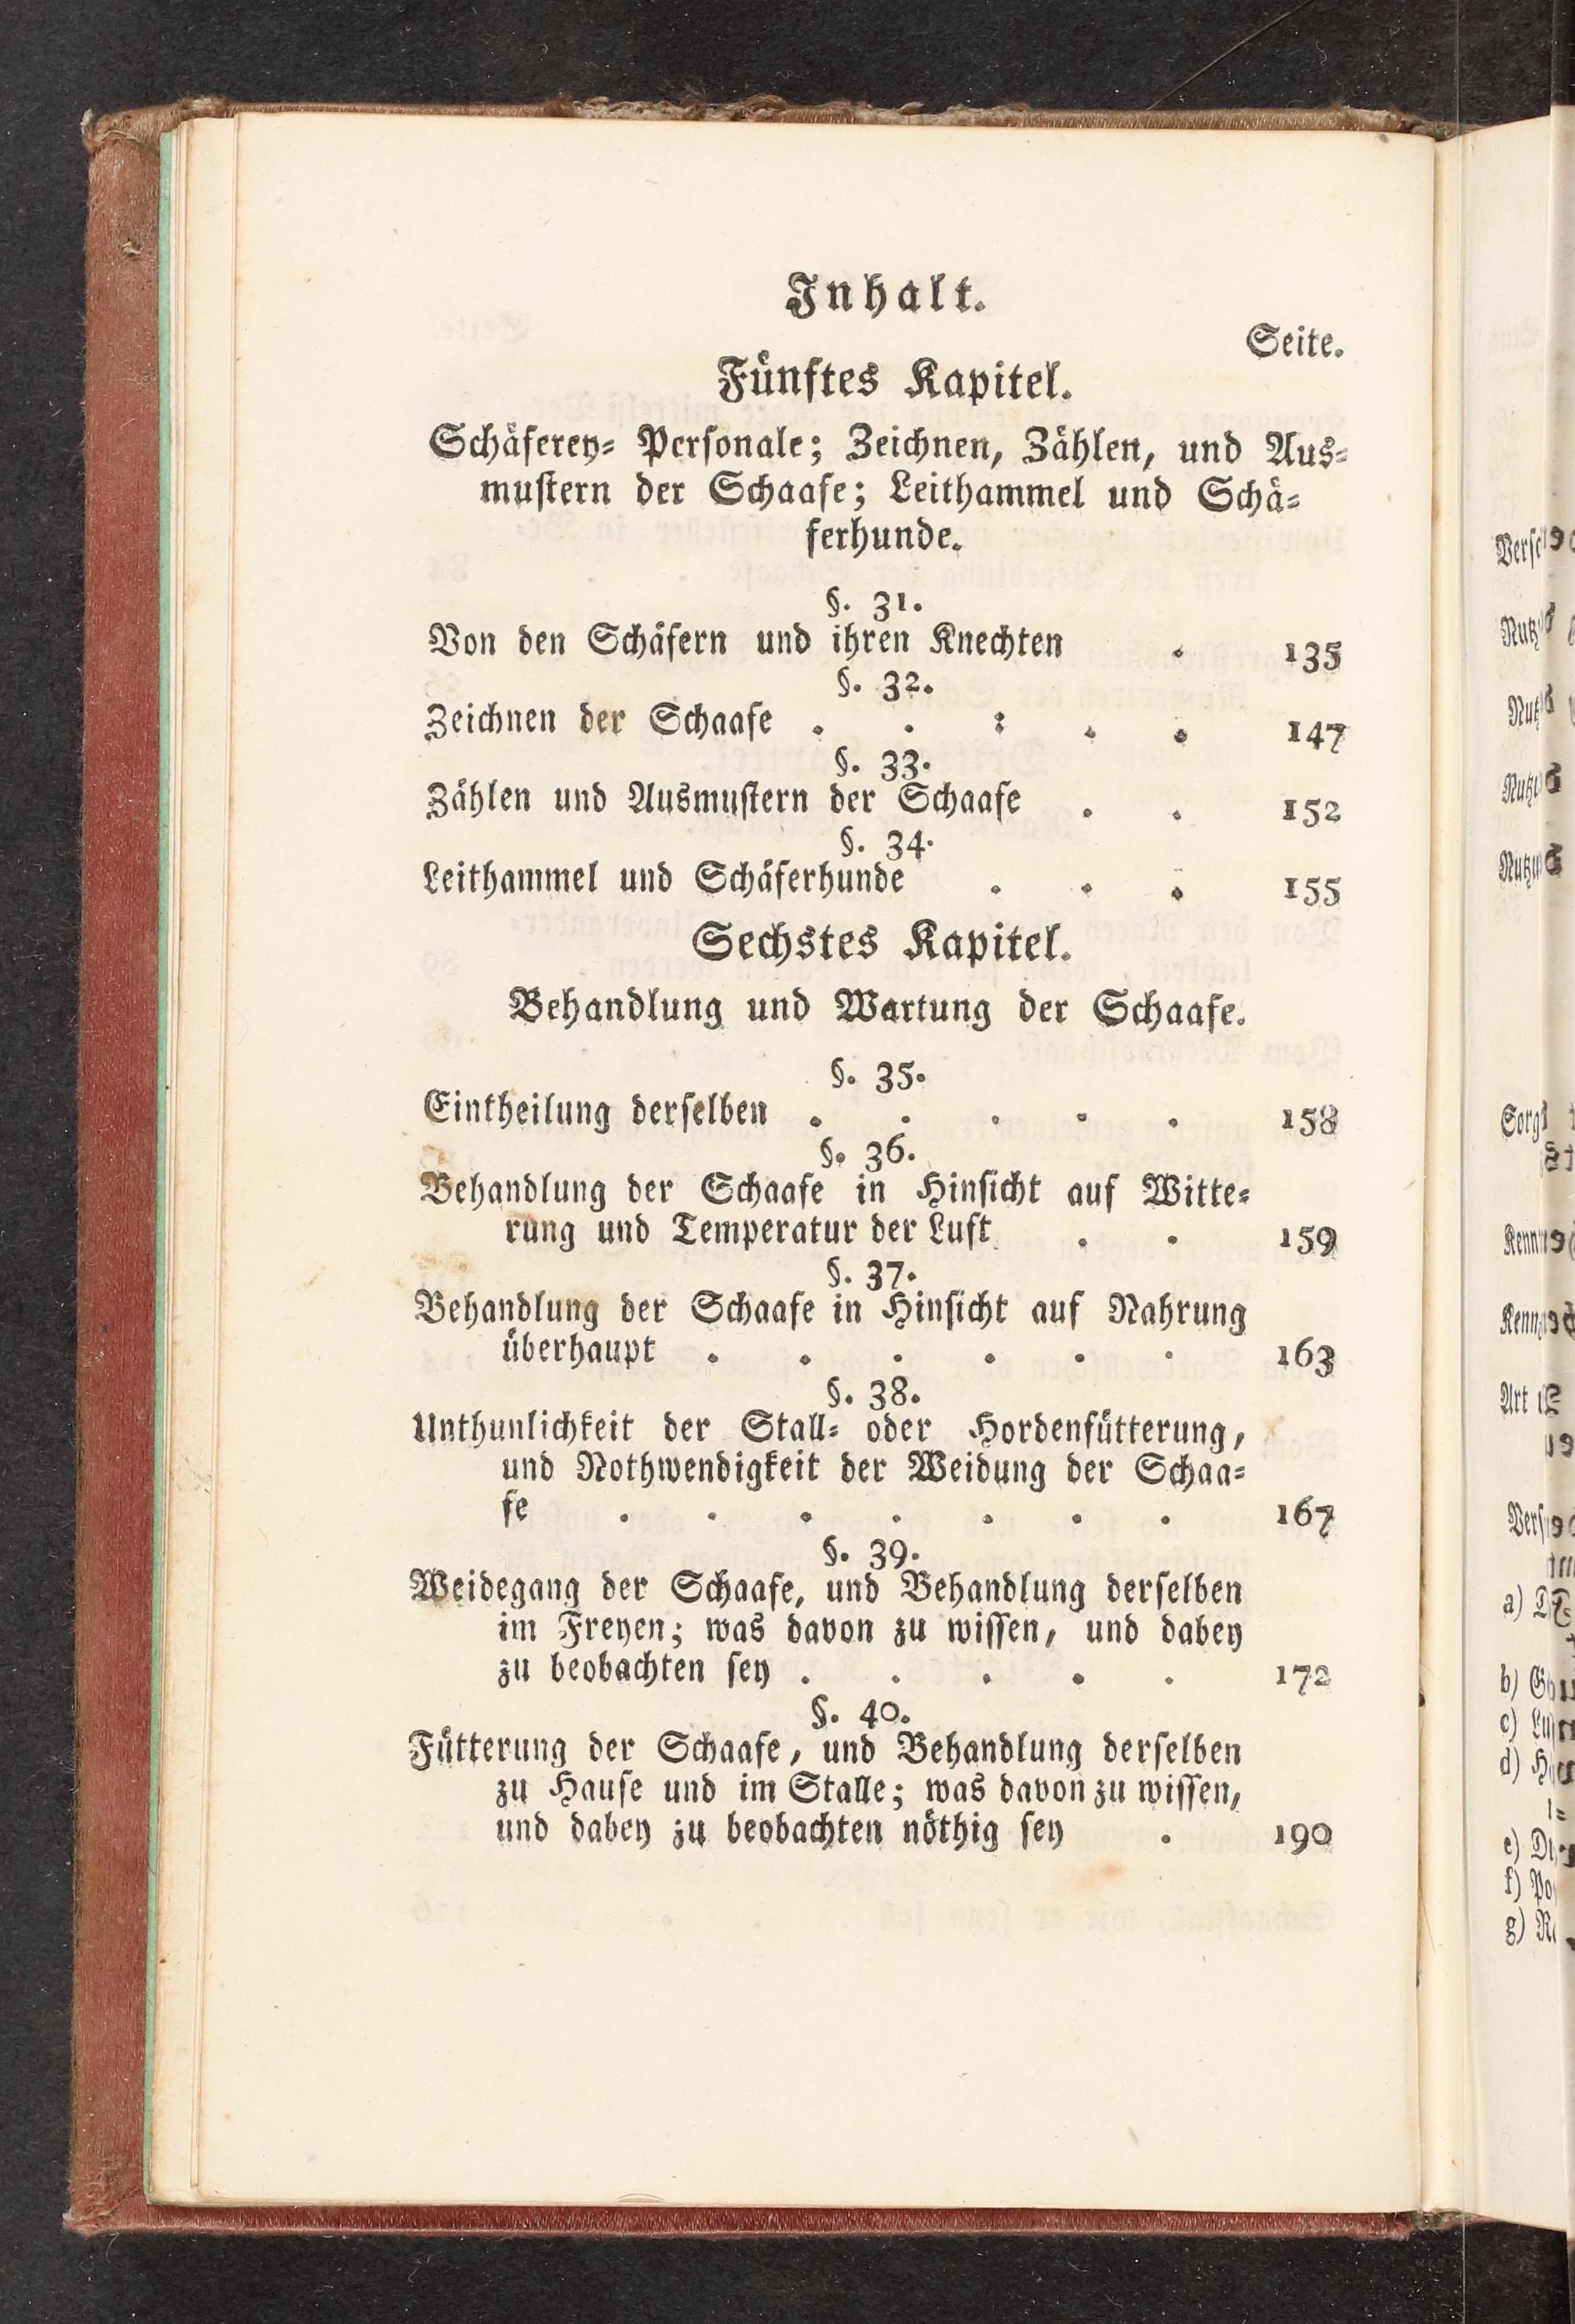 Inhalt.
Seite.
Fünftes Kapitel.
Schäferey- Personale; Zeichnen, Zählen, und Aus-
mustern der Schaafe; Leithammel und Schä-
ferhunde.
§. 31.
Von den Schäfern und ihren Knechten . 135
§. 32.
Zeichnen der Schaafe . . : . . 147
§. 33.
Zählen und Ausmustern der Schaafe . . 152
§. 34.
Leithammel und Schäferhunde . . . 155
Sechstes Kapitel.
Behandlung und Wartung der Schaafe.
§. 35.
Eintheilung derselben . . . . . 158
§. 36.
Behandlung der Schaafe in Hinsicht auf Witte-
rung und Temperatur der Luft . . 159
§. 37.
Behandlung der Schaafe in Hinsicht auf Nahrung
überhaupt . . . . . . 163
§. 38.
Unthunlichkeit der Stall- oder Hordenfütterung,
und Nothwendigkeit der Weidung der Schaa-
fe . . . . . . . 167
§. 39.
Weidegang der Schaafe, und Behandlung derselben
im Freyen; was davon zu wissen, und dabey
zu beobachten sey . . . . . 172
§. 40.
Fütterung der Schaafe, und Behandlung derselben
zu Hause und im Stalle; was davon zu wissen,
und dabey zu beobachten nöthig sey . 190